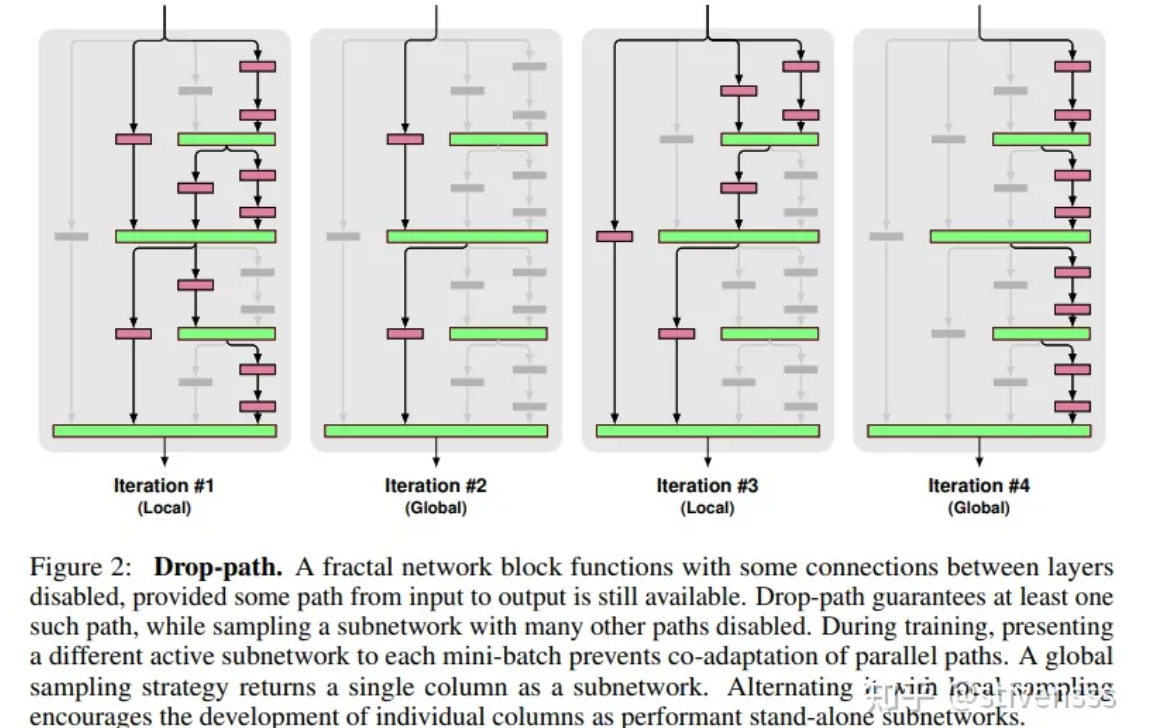 Iteration #1 Iteration #2 Iteration #3 Iteration #4
(Local) (Global) (Local) (Global)
Figure 2: Drop-path. A fractal network block functions with some connections between layers
disabled, provided some path from input to output is still available. Drop-path guarantees at least one
such path, while sampling a subnetwork with many other paths disabled. During training, presenting
a different active subnetwork to each mini-batch prevents co-adaptation of parallel paths. A global
sampling strategy returns a single column as a subnetwork. Alternating it with local sampling
encourages the development of individual columns as performant stand-alone subnetworks.
知乎 @stivensss